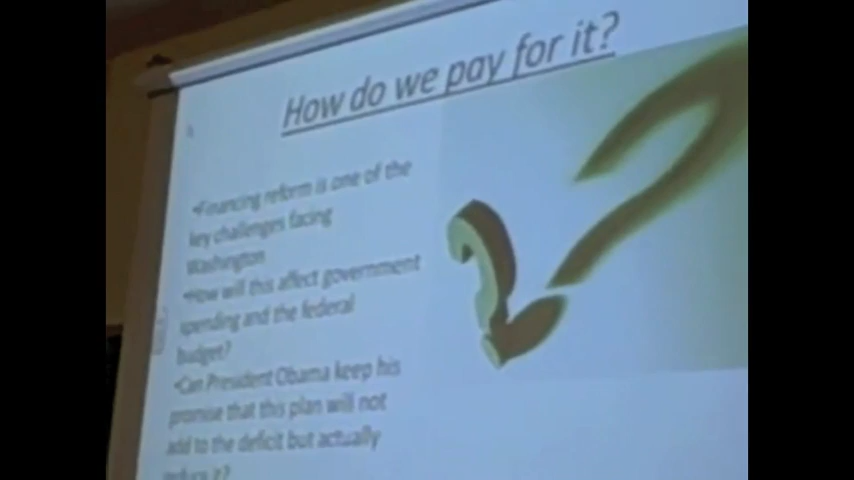 How do we pay for it?
•Financing reform is one of the
key challenges facing
Washington
•How will this affect government
spending and the federal
budget?
•Can President Obama keep his
promise that this plan will not
add to the deficit but actually
reduce it?